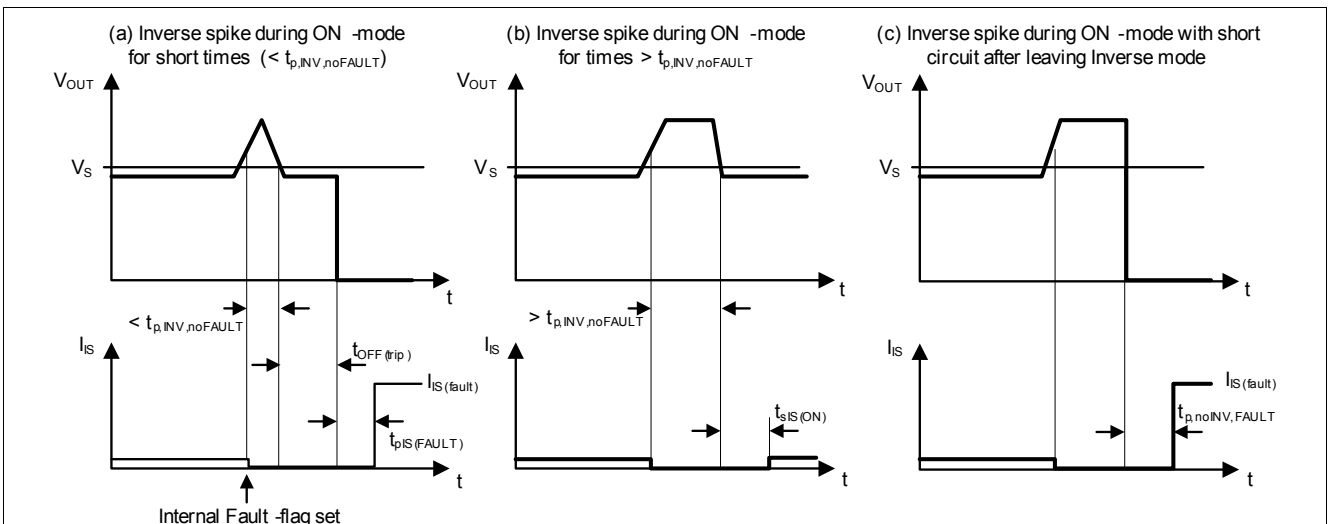 (a) Inverse spike during ON -mode
for short times (< tp,INV,noFAULT)
VOUT
VS
t
< tp,INV,noFAULT
IIS
tOFF(trip)
IIS(fault)
tpIS(FAULT)
t
Internal Fault -flag set
(b) Inverse spike during ON -mode
for times > tp,INV,noFAULT
VOUT
t
> tp,INV,noFAULT
IIS
tsIS(ON)
t
(c) Inverse spike during ON -mode with short
circuit after leaving Inverse mode
VOUT
t
IIS
IIS(fault)
tp,noINV,FAULT
t